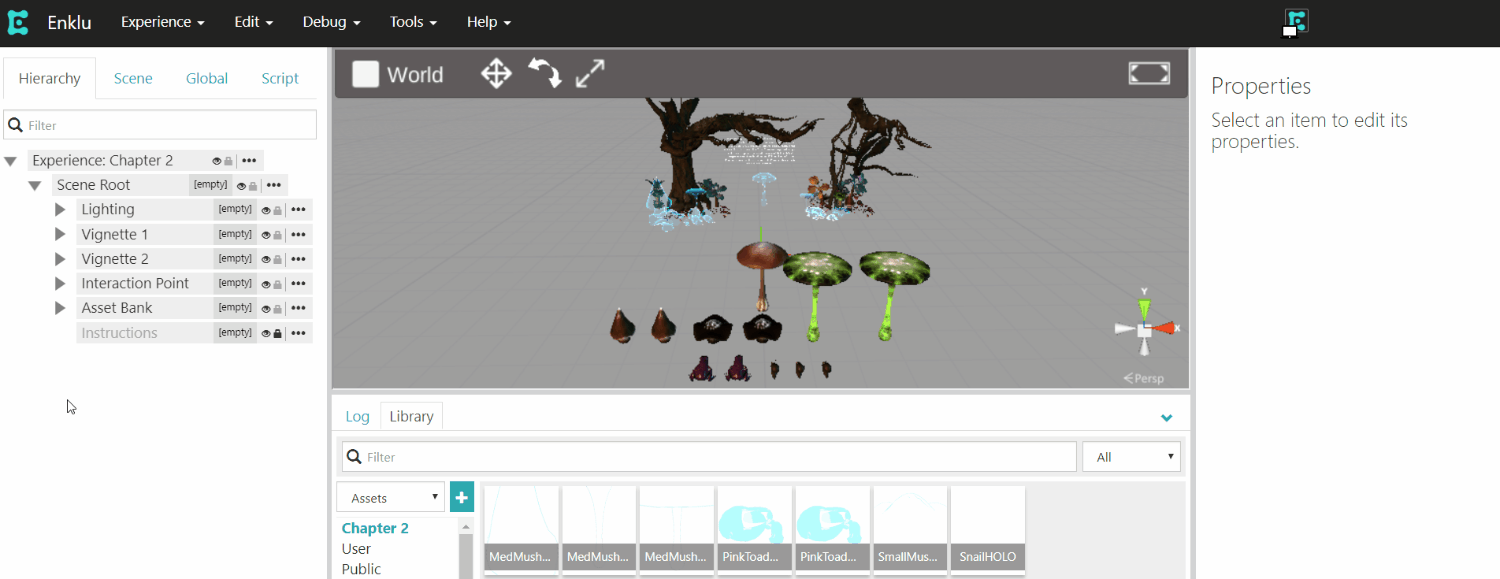 Enklu Experience Edit Debug Tools Help
Hierarchy Scene Global Script
Filter
Experience: Chapter 2
Scene Root [empty]
Lighting [empty]
Vignette 1 [empty]
Vignette 2 [empty]
Interaction Point [empty]
Asset Bank [empty]
Instructions [empty]
World
Y
X
Persp
Log Library
Filter
All
Assets
Chapter 2
User
Public
MedMush... MedMush... MedMush... PinkToad... PinkToad... SmallMus... SnailHOLO
Properties
Select an item to edit its
properties.